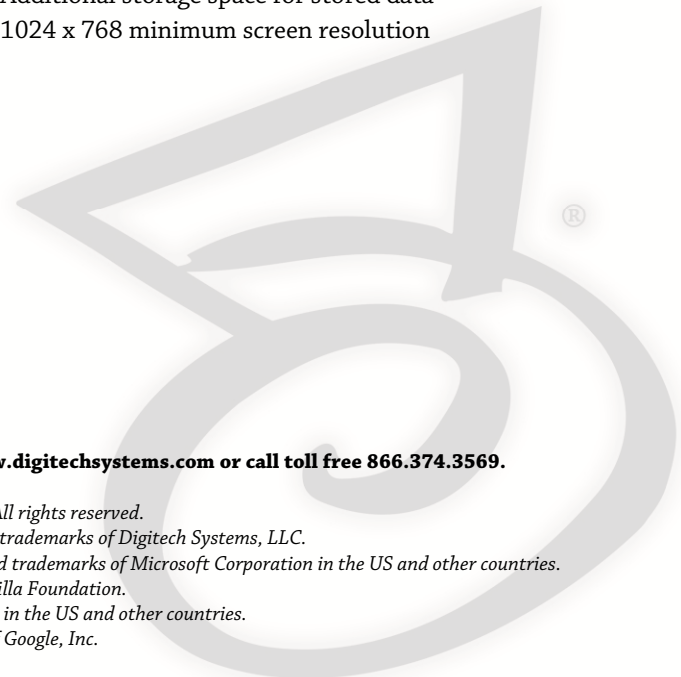 Additional storage space for stored data
1024 x 768 minimum screen resolution
®
w.digitechsystems.com or call toll free 866.374.3569.
All rights reserved.
trademarks of Digitech Systems, LLC.
d trademarks of Microsoft Corporation in the US and other countries.
illa Foundation.
in the US and other countries.
f Google, Inc.